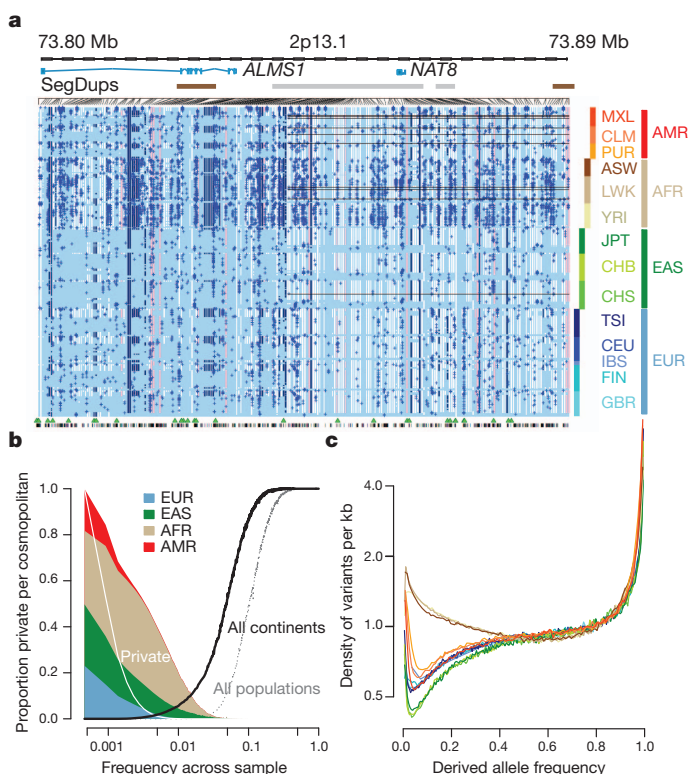 a
73.80 Mb 2p13.1 73.89 Mb
ALMS1 NAT8
SegDups
MXL
CLM
PUR
AMR
ASW
LWK
YRI
AFR
JPT
CHB
CHS
EAS
TSI
CEU
IBS
FIN
GBR
EUR
b
Proportion private per cosmopolitan
1.0
0.8
0.6
0.4
0.2
0.0
EUR
EAS
AFR
AMR
Private
All continents
All populations
0.001 0.01 0.1 1.0
Frequency across sample
c
Density of variants per kb
4.0
2.0
1.0
0.5
0.0 0.2 0.4 0.6 0.8 1.0
Derived allele frequency